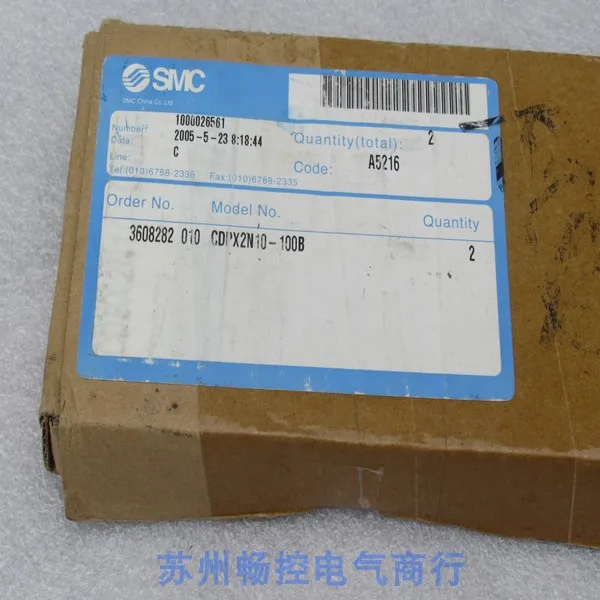 SMC
SMC China Co.,Ltd
Number: 1000026561
Date: 2005-5-23 8:18:44 Quantity(total): 2
Line: C Code: A5216
Tel:(010)6788-2336 Fax:(010)6788-2335
Order No. Model No. Quantity
3608282 010 CDPX2N10-100B 2
苏州畅控电气商行